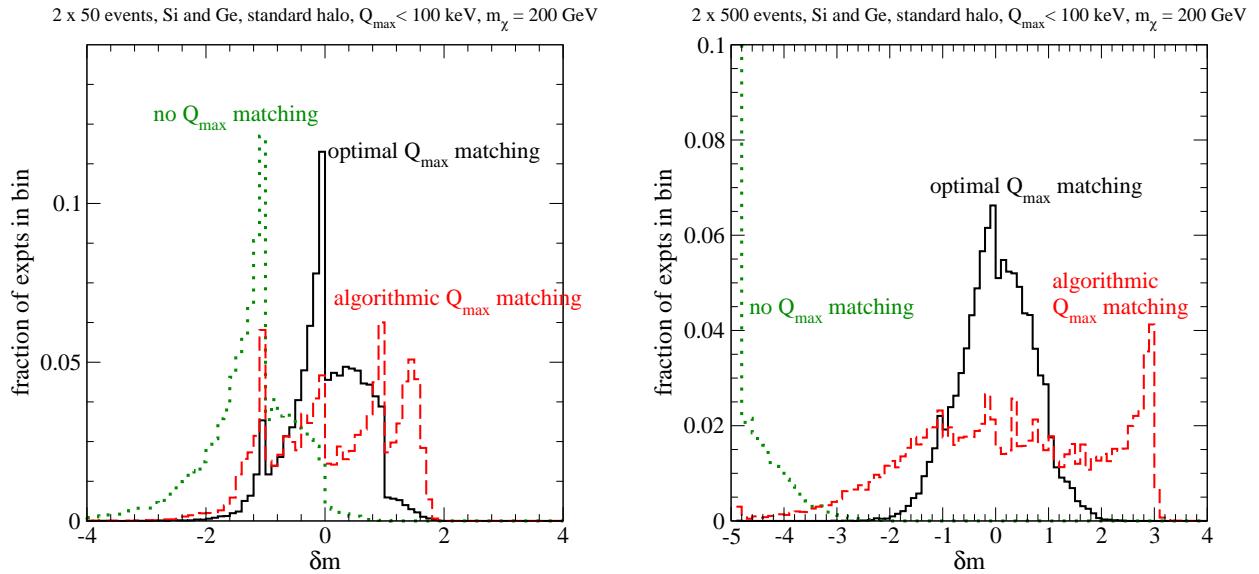 2 x 50 events, Si and Ge, standard halo, Q_max < 100 keV, m_χ = 200 GeV
no Q_max matching
optimal Q_max matching
algorithmic Q_max matching
fraction of expts in bin
0.1
0.05
0
-4
-2
0
2
4
δm
2 x 500 events, Si and Ge, standard halo, Q_max < 100 keV, m_χ = 200 GeV
optimal Q_max matching
algorithmic
Q_max matching
no Q_max matching
fraction of expts in bin
0.1
0.08
0.06
0.04
0.02
0
-5
-4
-3
-2
-1
0
1
2
3
4
δm